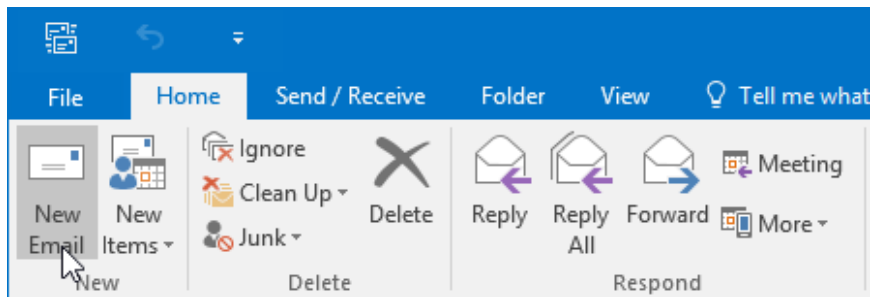 File Home Send / Receive Folder View Tell me what
New Email
New Items
Ignore
Clean Up
Junk
Delete
Reply
Reply All
Forward
Meeting
More
New Delete Respond